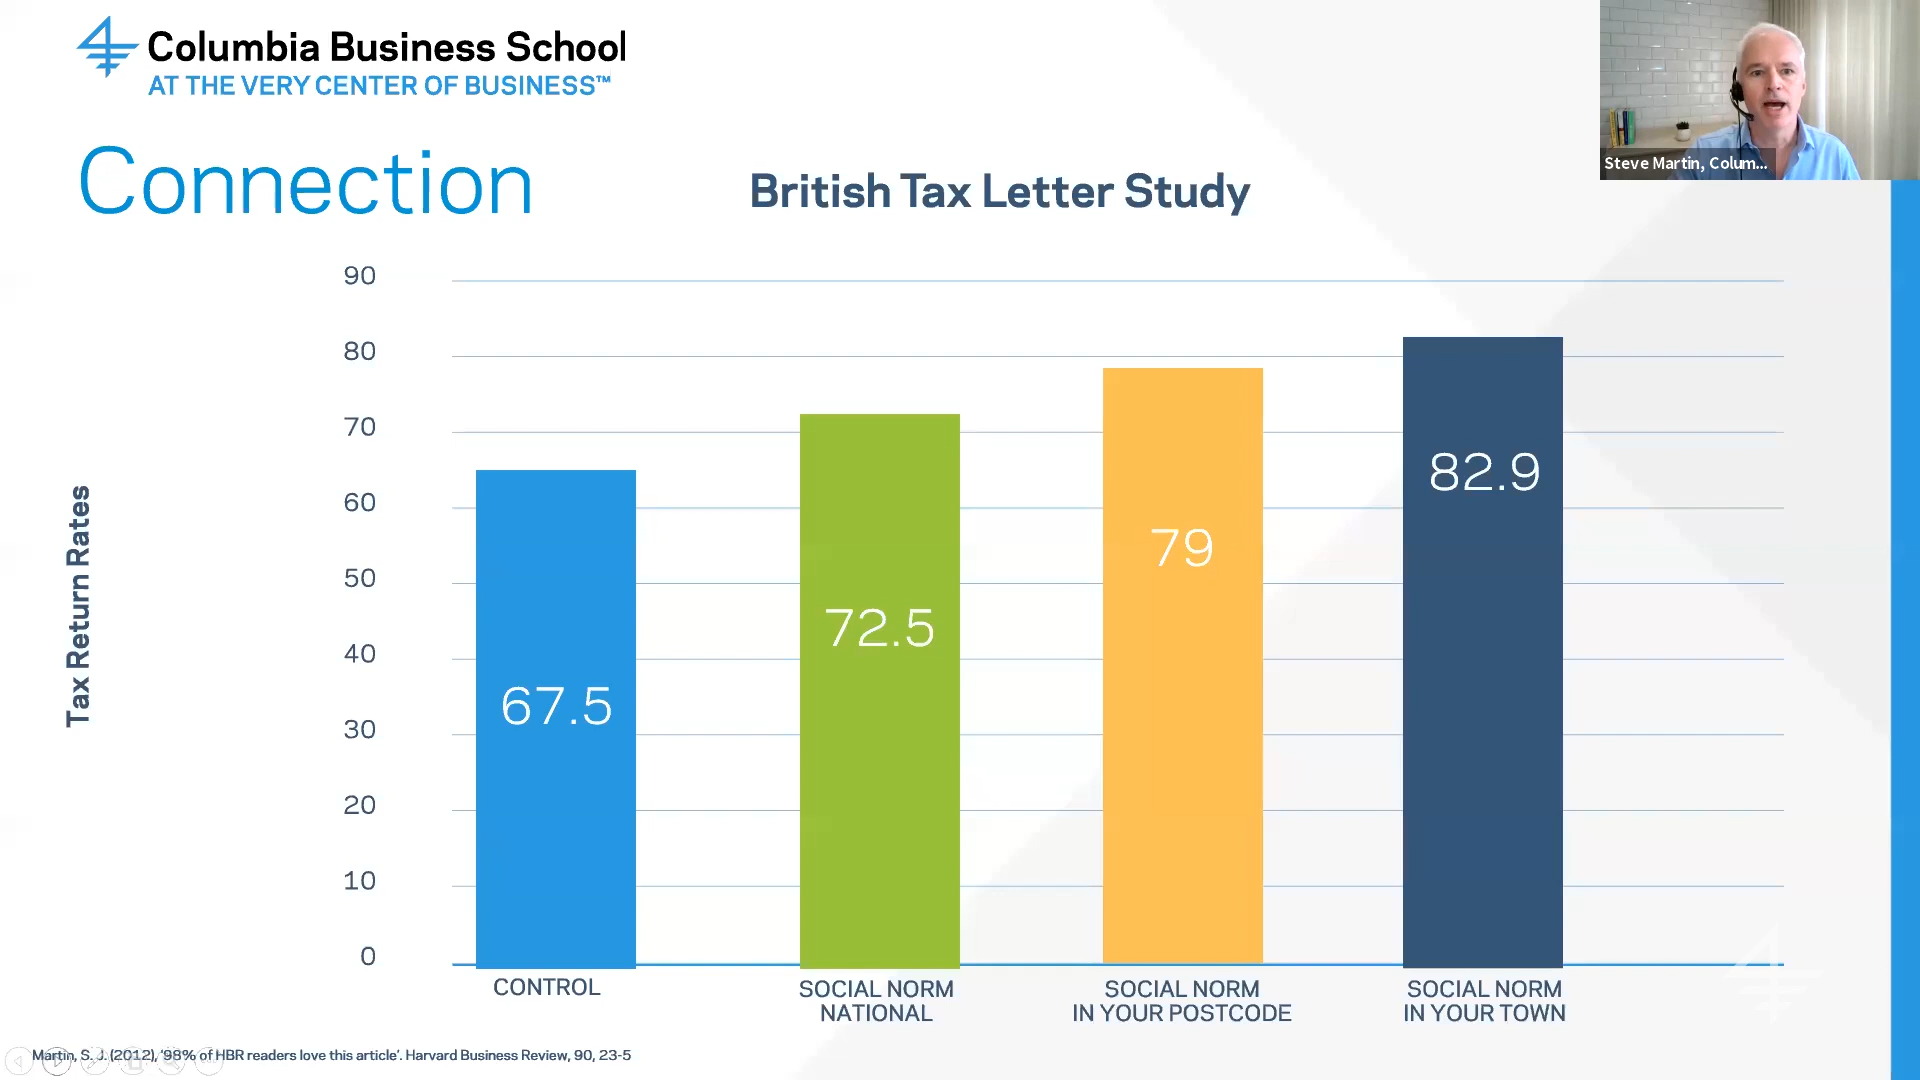 Columbia Business School
AT THE VERY CENTER OF BUSINESS™
Steve Martin, Colum...
Connection
British Tax Letter Study
Tax Return Rates
90
80
70
60
50
40
30
20
10
0
67.5
72.5
79
82.9
CONTROL
SOCIAL NORM
NATIONAL
SOCIAL NORM
IN YOUR POSTCODE
SOCIAL NORM
IN YOUR TOWN
Martin, S. J. (2012), '98% of HBR readers love this article'. Harvard Business Review, 90, 23-5